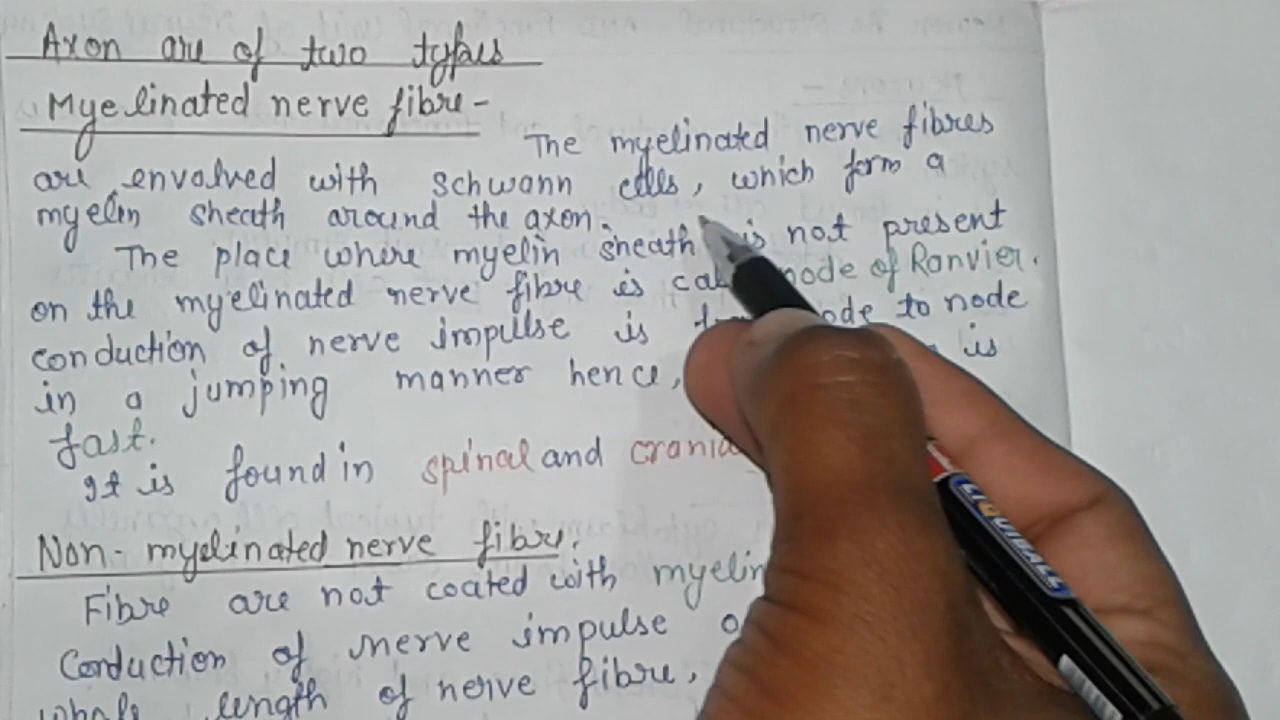 Axon are of two types
Myelinated nerve fibre-
The myelinated nerve fibres
are envolved with schwann cells, which form a
myelin sheath around the axon.
The place where myelin sheath is not present
on the myelinated nerve fibre is node of Ranvier.
conduction of nerve impulse is to node
in a jumping manner hence, is
fast.
It is found in spinal and
Non-myelinated nerve fibre.
Fibre are not coated with myelin
Conduction of nerve impulse
length of nerve fibre,